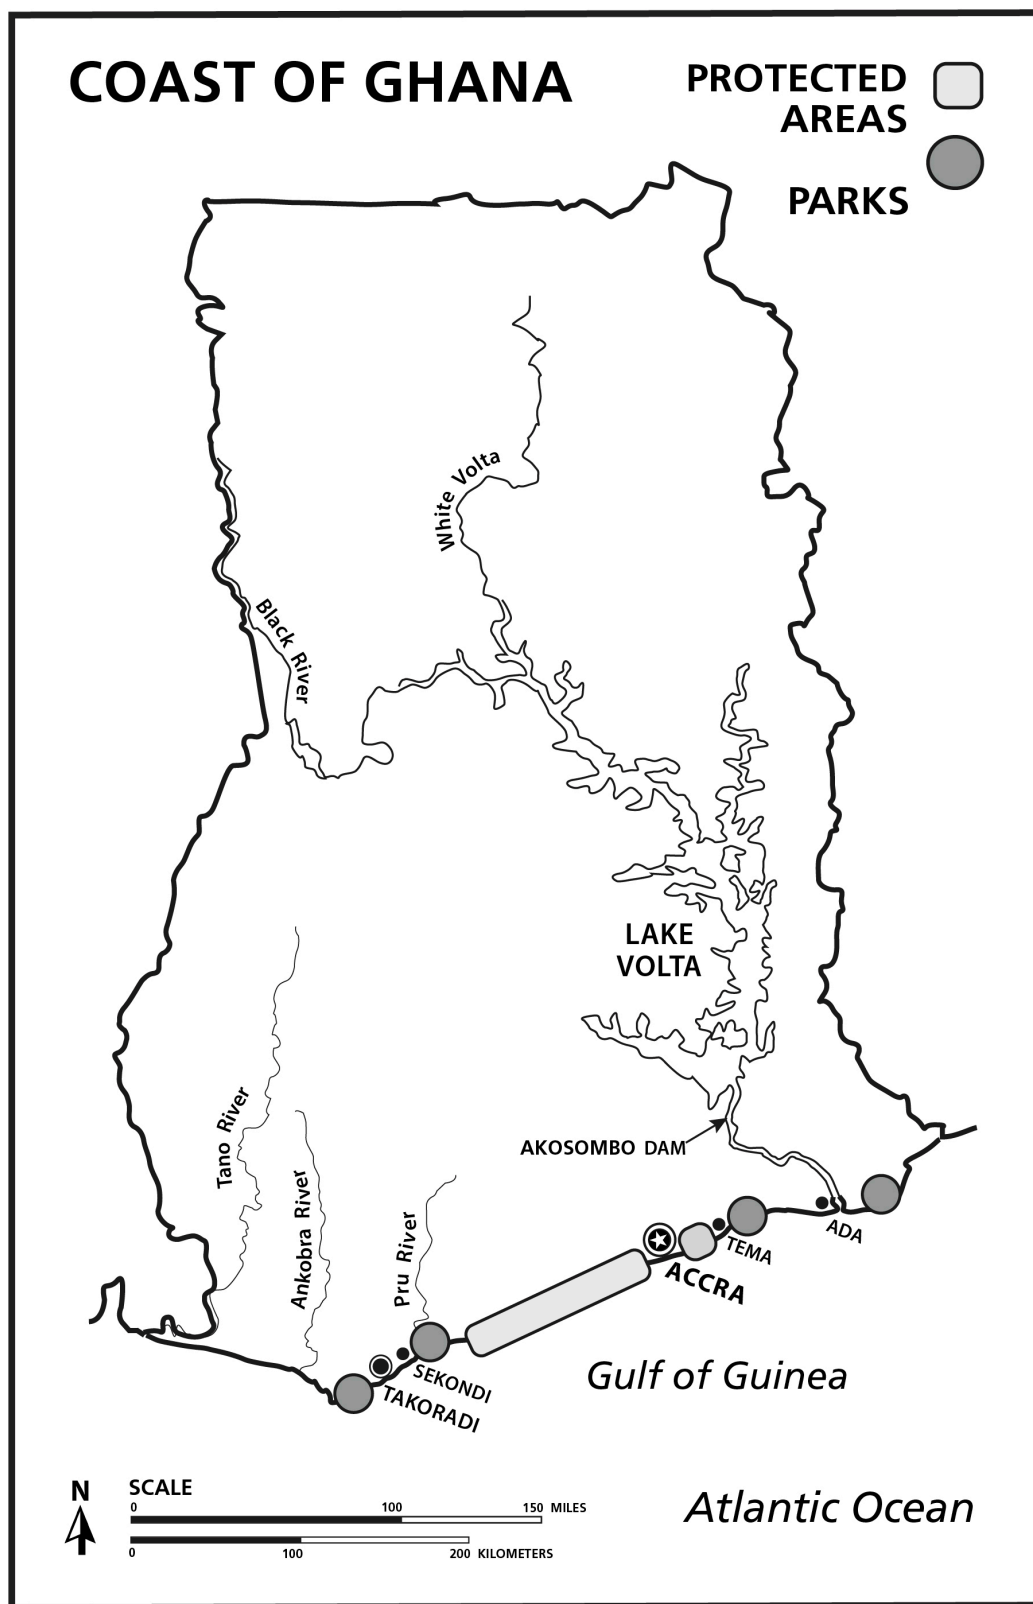 COAST OF GHANA
PROTECTED
AREAS
PARKS
White Volta
Black River
LAKE
VOLTA
Tano River
AKOSOMBO DAM
Ankobra River
Pru River
ADA
TEMA
ACCRA
SEKONDI
TAKORADI
Gulf of Guinea
Atlantic Ocean
N
SCALE
0 100 150 MILES
0 100 200 KILOMETERS